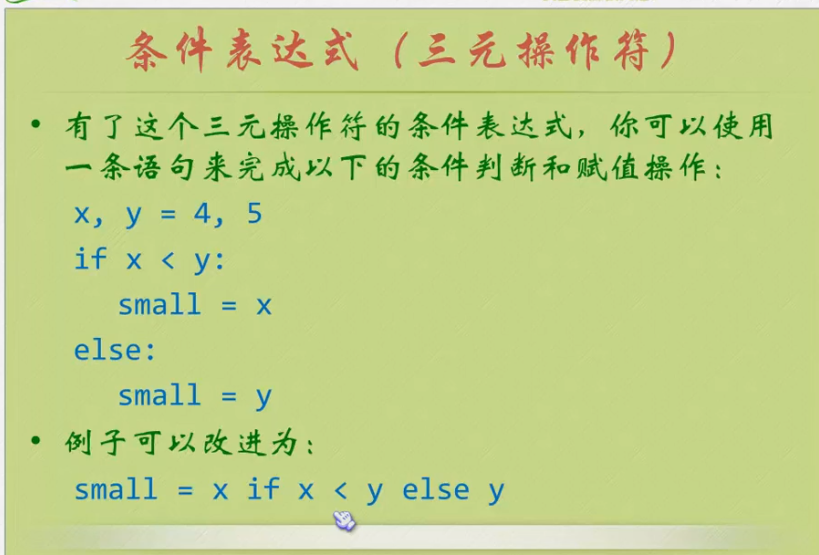 条件表达式（三元操作符）
• 有了这个三元操作符的条件表达式，你可以使用
一条语句来完成以下的条件判断和赋值操作：
x, y = 4, 5
if x < y:
small = x
else:
small = y
• 例子可以改进为：
small = x if x < y else y